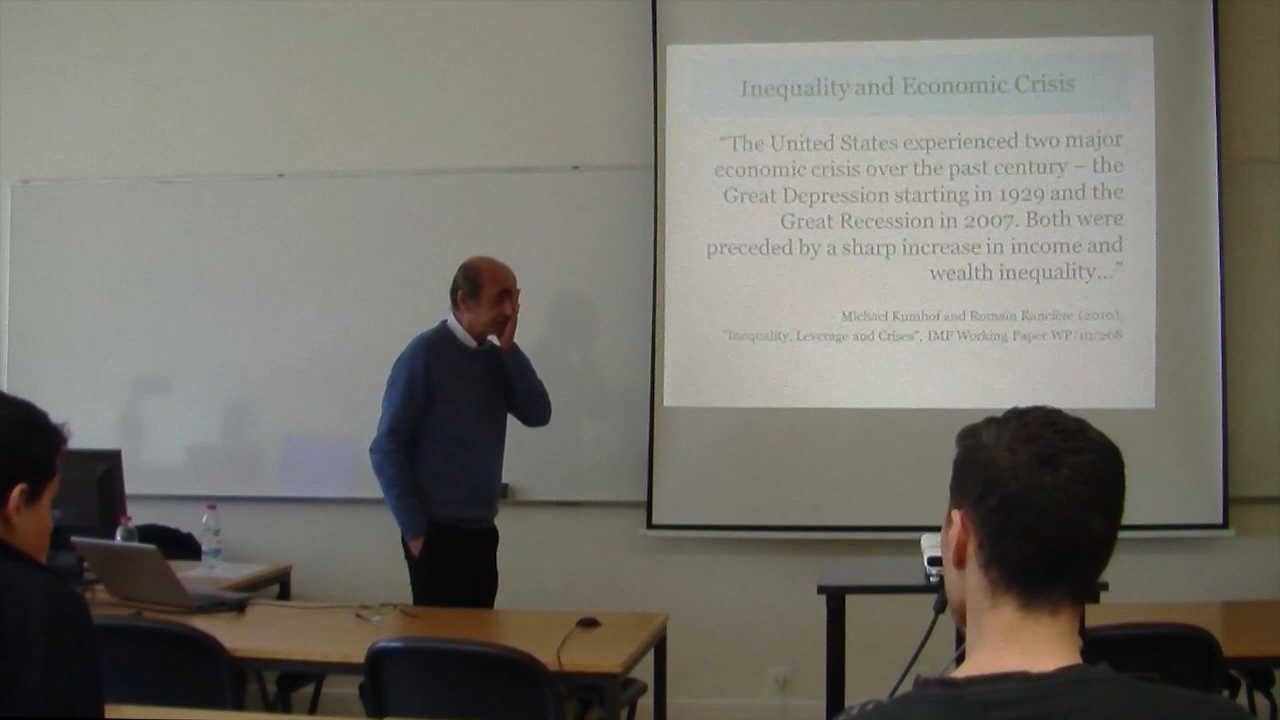 Inequality and Economic Crisis
“The United States experienced two major
economic crisis over the past century – the
Great Depression starting in 1929 and the
Great Recession in 2007. Both were
preceded by a sharp increase in income and
wealth inequality…”
Michael Kumhof and Romain Rancière (2010),
“Inequality, Leverage and Crises”, IMF Working Paper WP/10/268